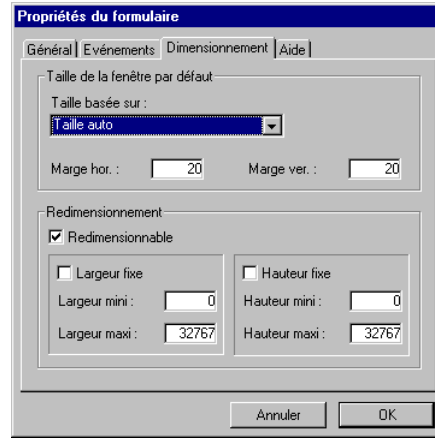 Propriétés du formulaire
Général Evénements Dimensionnement Aide
Taille de la fenêtre par défaut
Taille basée sur :
Taille auto
Marge hor. : 20 Marge ver. : 20
Redimensionnement
Redimensionnable
Largeur fixe Hauteur fixe
Largeur mini : 0 Hauteur mini : 0
Largeur maxi : 32767 Hauteur maxi : 32767
Annuler OK